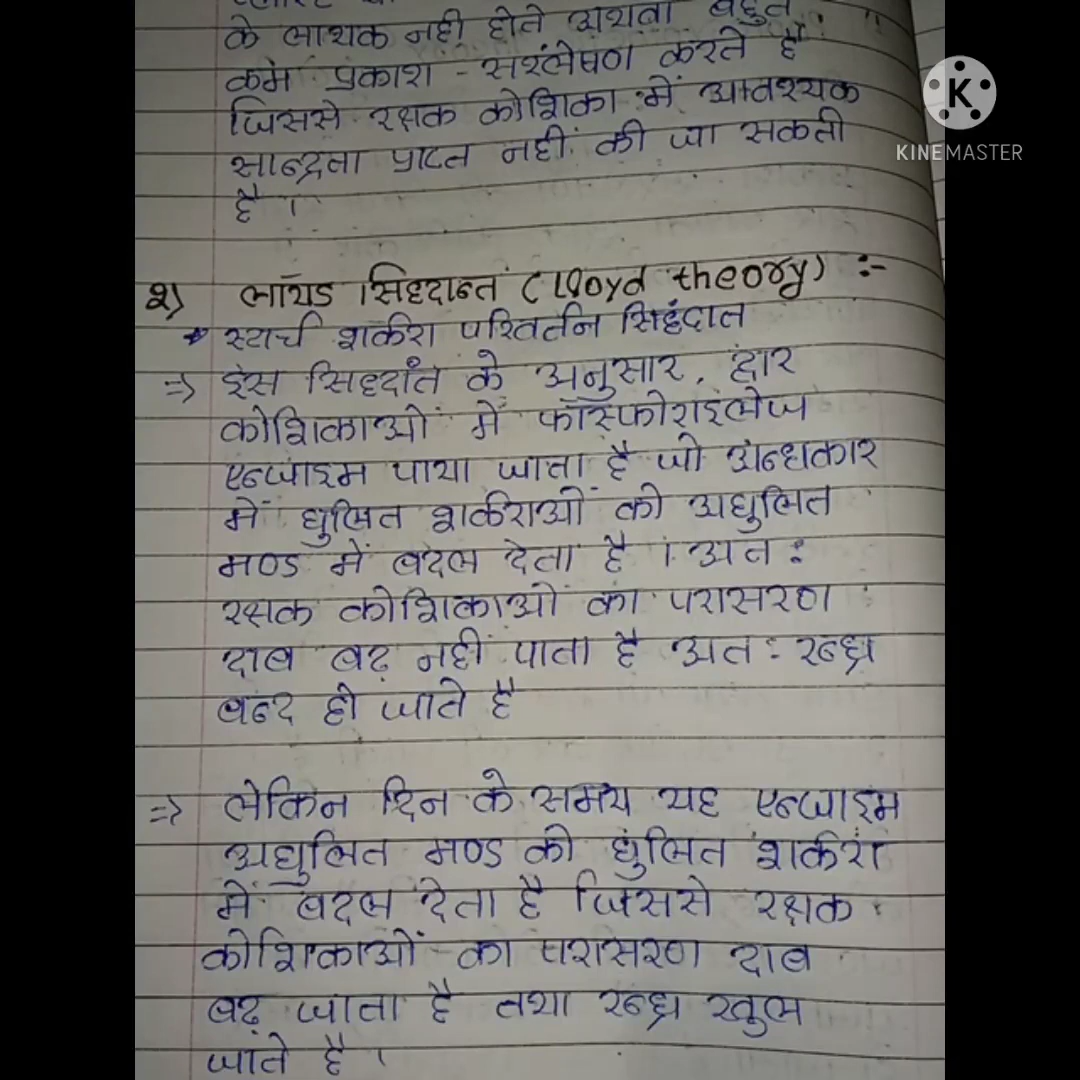 के लायक नही होते अथवा बहुत
कम प्रकाश - संश्लेषण करते है
जिससे रक्षक कोशिका में आवश्यक
सान्द्रता प्राप्त नहीं की जा सकती
है ।
K
KINEMASTER
2) लॉयड सिद्दान्त (Lloyd theory) :-
* स्टार्च शर्करा परिवर्तन सिद्दांत
=> इस सिद्दांत के अनुसार, द्वार
कोशिकाओं में फॉस्फोराइलेज
एन्जाइम पाया जाता है जो अन्धकार
में घुलित शर्कराओं को अघुलित
मण्ड में बदल देता है । अत :
रक्षक कोशिकाओं का परासरण
दाब बढ़ नही पाता है अत : रन्ध्र
बन्द हो जाते है
=> लेकिन दिन के समय यह एन्जाइम
अघुलित मण्ड को घुलित शर्करा
में बदल देता है जिससे रक्षक
कोशिकाओं का परासरण दाब
बढ़ जाता है तथा रन्ध्र खुल
जाते है ।